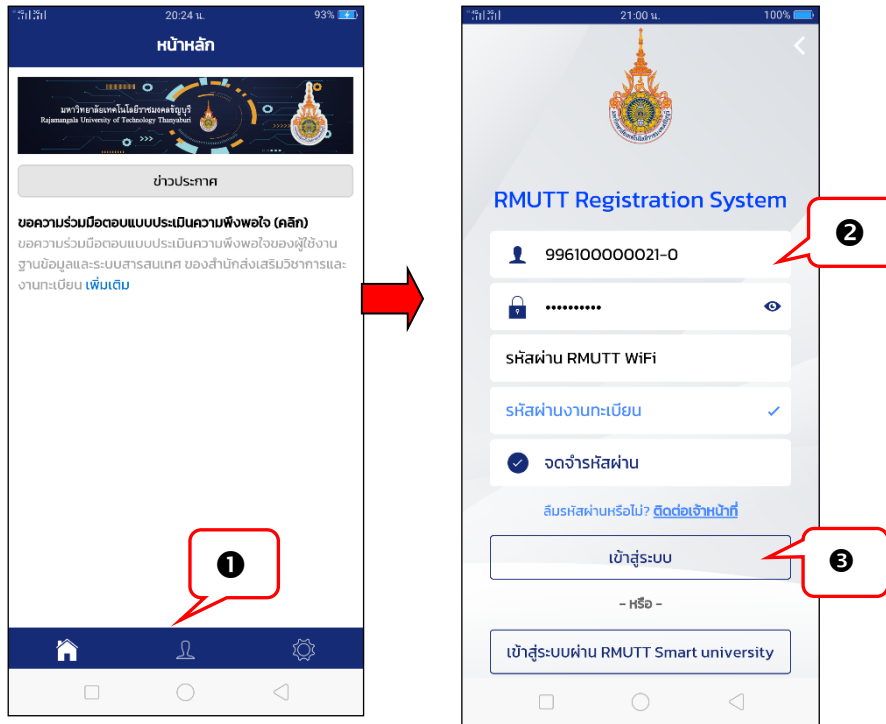 20:24 น.
93%
หน้าหลัก
มหาวิทยาลัยเทคโนโลยีราชมงคลธัญบุรี
Rajamangala University of Technology Thanyaburi
ข่าวประกาศ
ขอความร่วมมือตอบแบบประเมินความพึงพอใจ (คลิก)
ขอความร่วมมือตอบแบบประเมินความพึงพอใจของผู้ใช้งาน
ฐานข้อมูลและระบบสารสนเทศ ของสำนักส่งเสริมวิชาการและ
งานทะเบียน เพิ่มเติม
❶
21:00 น.
100%
RMUTT Registration System
996100000021-0
❷
••••••••••
รหัสผ่าน RMUTT WiFi
รหัสผ่านงานทะเบียน
จดจำรหัสผ่าน
ลืมรหัสผ่านหรือไม่? ติดต่อเจ้าหน้าที่
เข้าสู่ระบบ
❸
- หรือ -
เข้าสู่ระบบผ่าน RMUTT Smart university